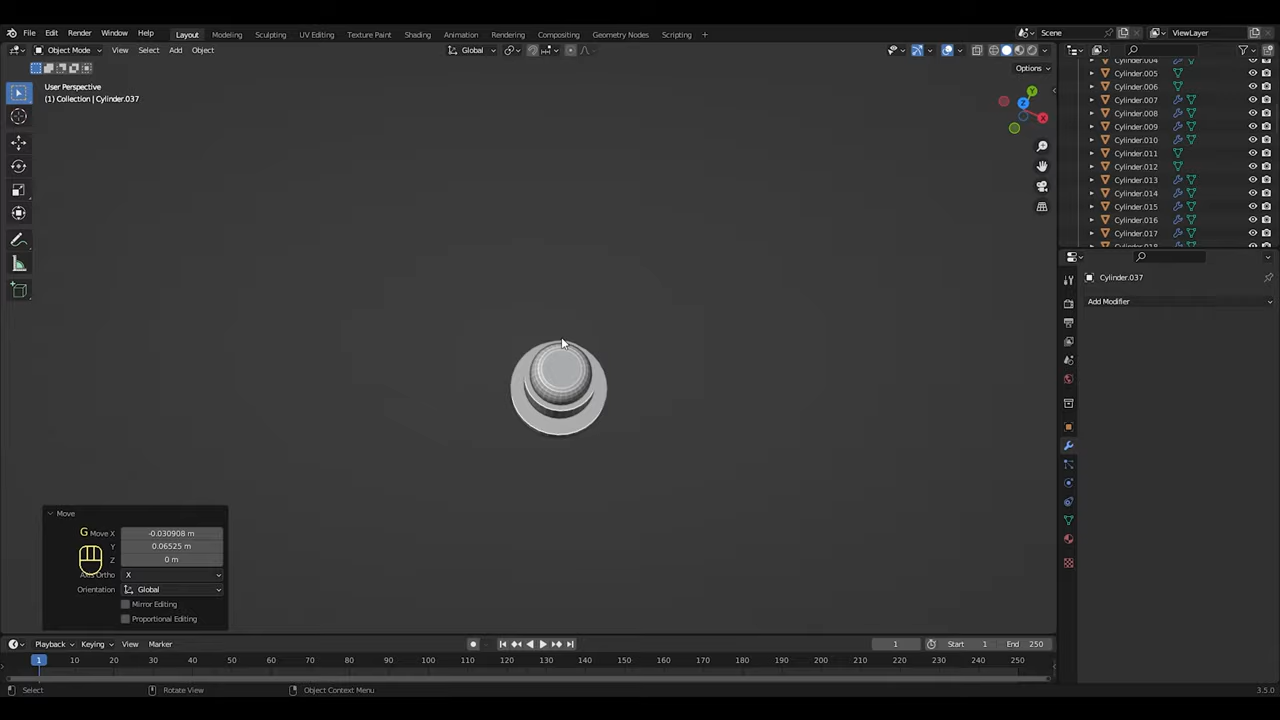 File Edit Render Window Help Layout Modeling Sculpting UV Editing Texture Paint Shading Animation Rendering Compositing Geometry Nodes Scripting Scene ViewLayer
Object Mode View Select Add Object Global
Options
User Perspective
(1) Collection | Cylinder.037
Y
Z
X
Cylinder.004
Cylinder.005
Cylinder.006
Cylinder.007
Cylinder.008
Cylinder.009
Cylinder.010
Cylinder.011
Cylinder.012
Cylinder.013
Cylinder.014
Cylinder.015
Cylinder.016
Cylinder.017
Cylinder.018
Cylinder.037
Add Modifier
Move
G Move X -0.030908 m
Y 0.06525 m
Z 0 m
Axis Ortho X
Orientation Global
Mirror Editing
Proportional Editing
Playback Keying View Marker 1 Start 1 End 250
1 10 20 30 40 50 60 70 80 90 100 110 120 130 140 150 160 170 180 190 200 210 220 230 240 250
Select Rotate View Object Context Menu 3.5.0